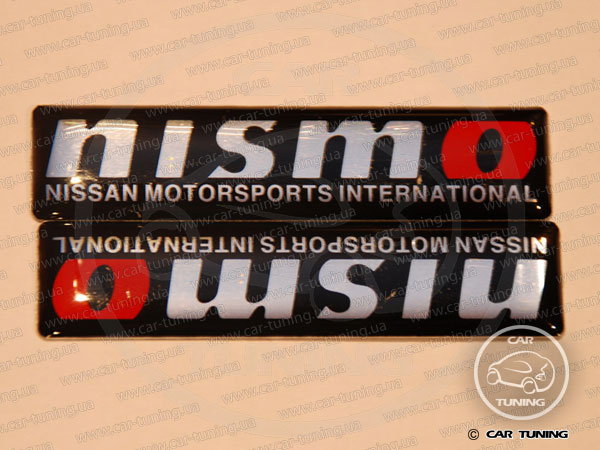 nismo
NISSAN MOTORSPORTS INTERNATIONAL
NISSAN MOTORSPORTS INTERNATIONAL
nismo
CAR
TUNING
© CAR TUNING
www.car-tuning.ua